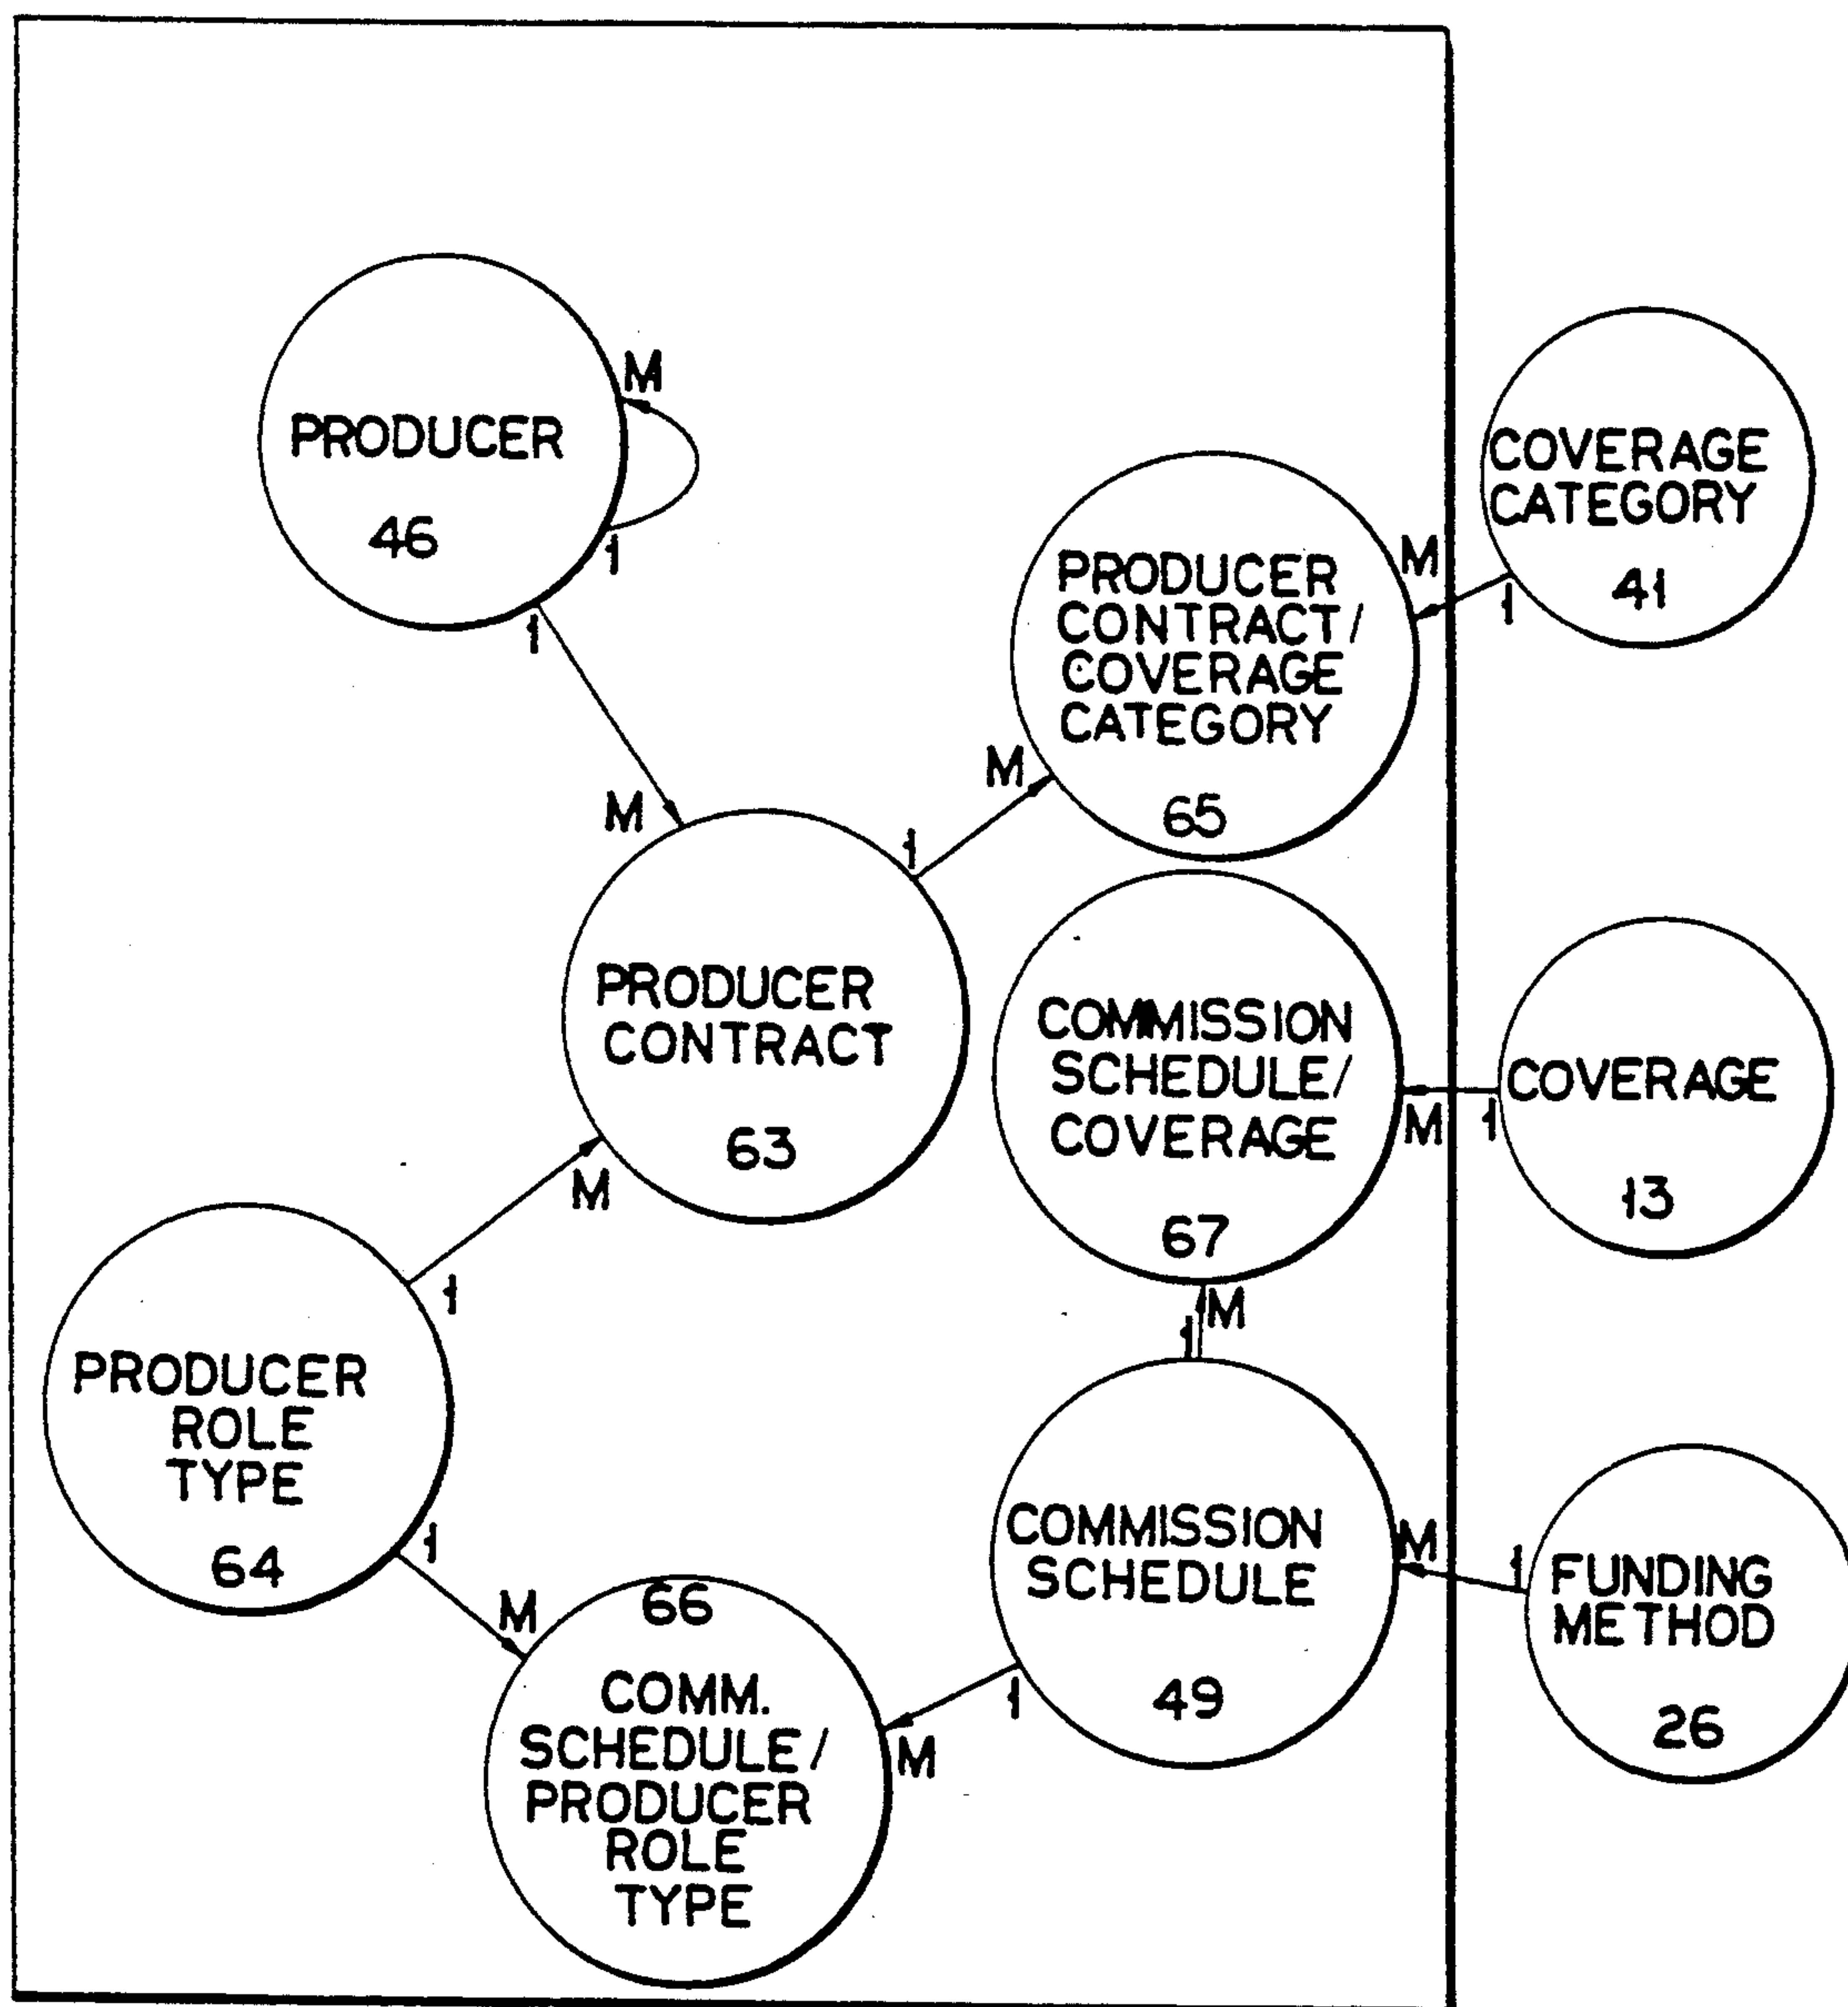 M
PRODUCER
46
1
1
M
COVERAGE
CATEGORY
41
1
M
PRODUCER
CONTRACT/
COVERAGE
CATEGORY
65
M
1
PRODUCER
CONTRACT
63
M
1
COMMISSION
SCHEDULE/
COVERAGE
67
M
1
COVERAGE
13
M
1
PRODUCER
ROLE
TYPE
64
1
M
COMMISSION
SCHEDULE
49
M
1
FUNDING
METHOD
26
1
M
66
COMM.
SCHEDULE/
PRODUCER
ROLE
TYPE